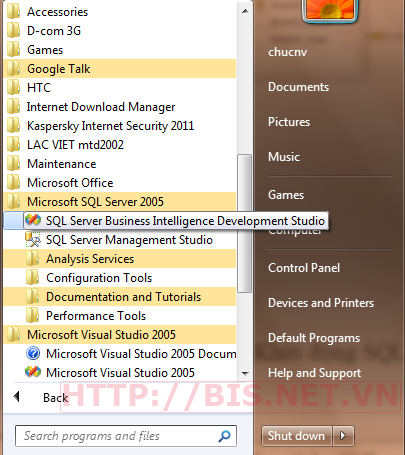 Accessories
D-com 3G
Games
Google Talk
HTC
Internet Download Manager
Kaspersky Internet Security 2011
LAC VIET mtd2002
Maintenance
Microsoft Office
Microsoft SQL Server 2005
SQL Server Business Intelligence Development Studio
SQL Server Management Studio
Analysis Services
Configuration Tools
Documentation and Tutorials
Performance Tools
Microsoft Visual Studio 2005
Microsoft Visual Studio 2005 Docum
Microsoft Visual Studio 2005
Back
Search programs and files
chucnv
Documents
Pictures
Music
Games
Computer
Control Panel
Devices and Printers
Default Programs
Help and Support
Shut down
Khởi động SQL
HTTP://BIS.NET.VN